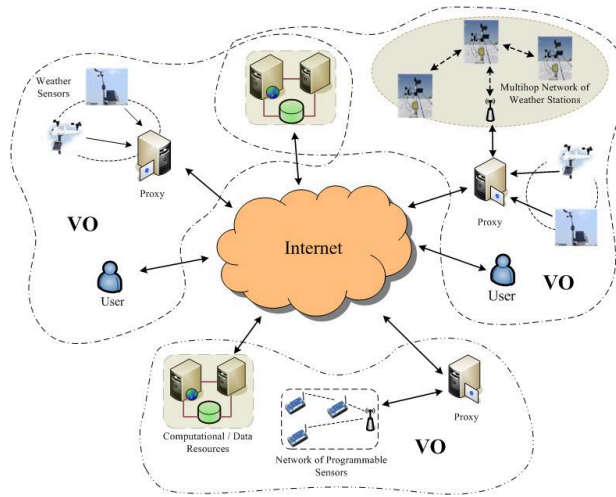 Weather
Sensors
Proxy
VO
User
Multihop Network of
Weather Stations
Proxy
User
VO
Internet
Computational / Data
Resources
Network of Programmable
Sensors
Proxy
VO